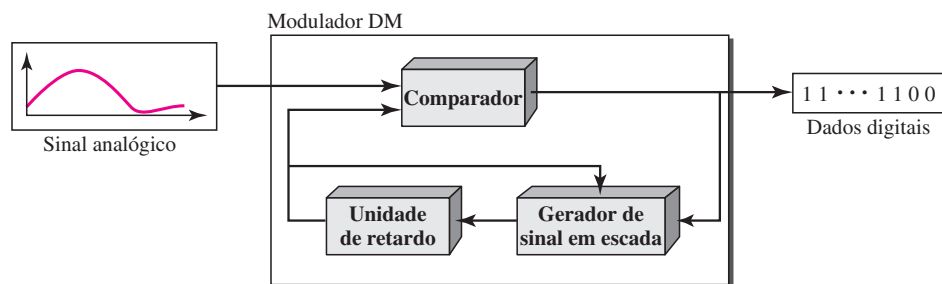 Modulador DM
Sinal analógico
Comparador
1 1 ··· 1 1 0 0
Dados digitais
Unidade
de retardo
Gerador de
sinal em escada